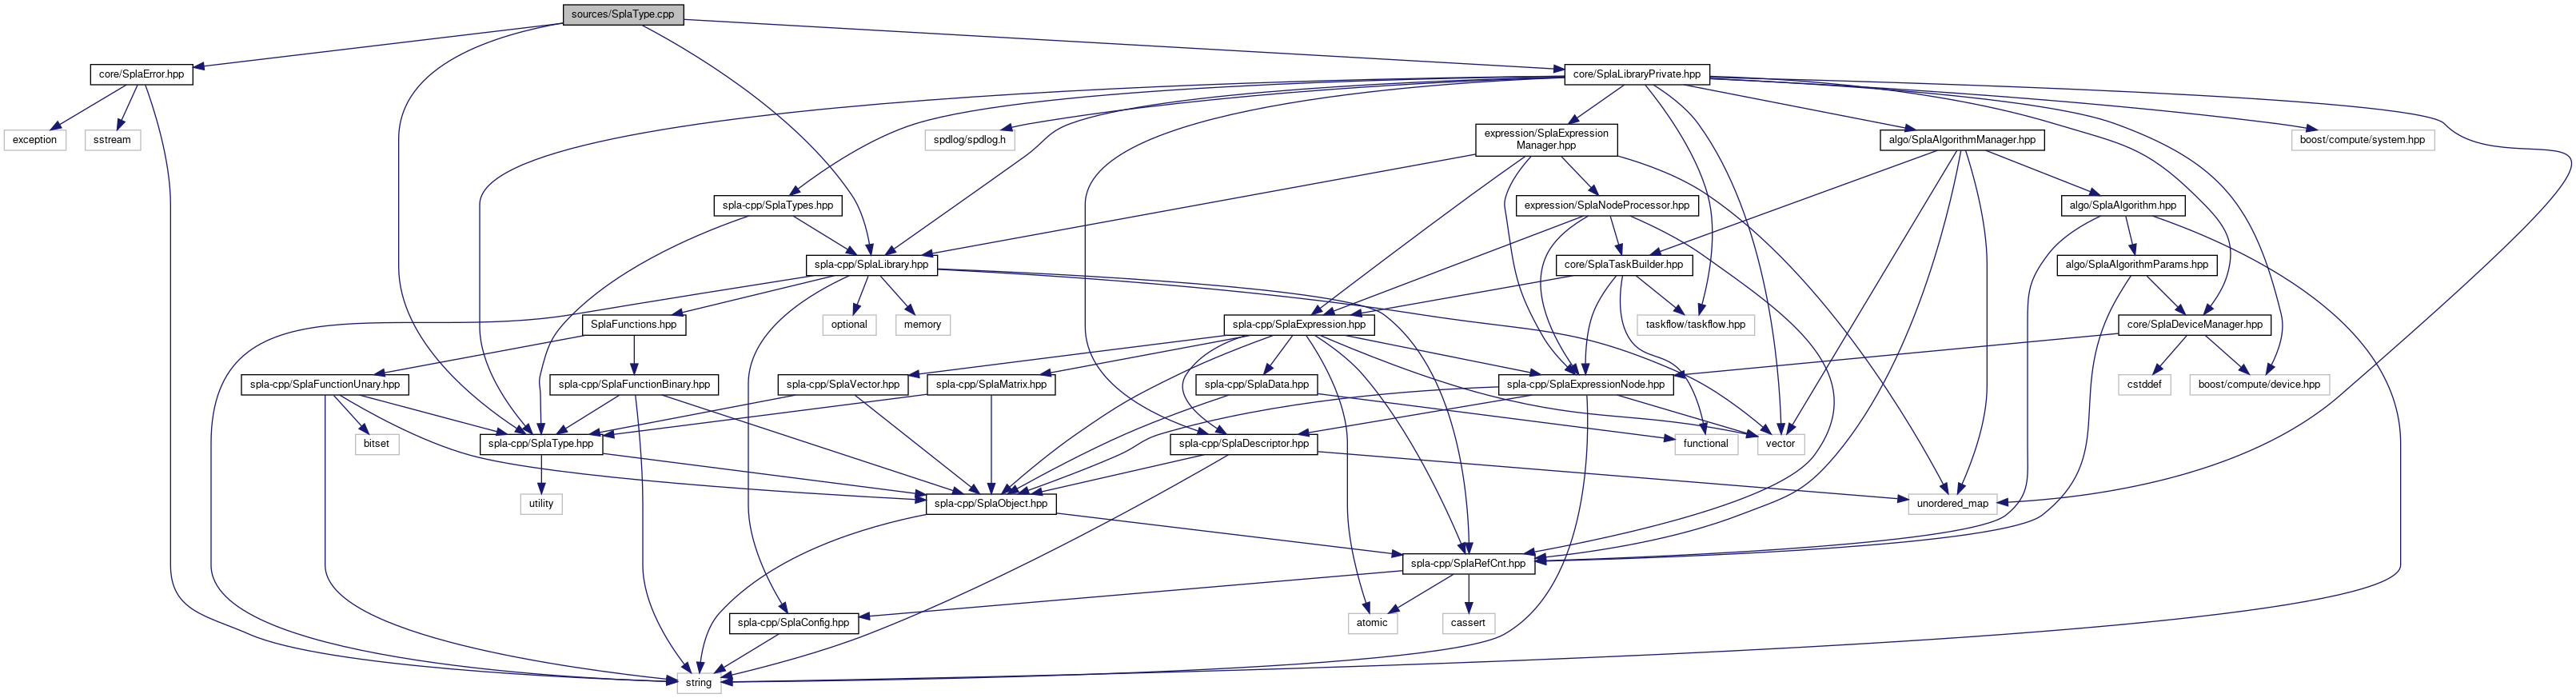 sources/SplaType.cpp
core/SplaError.hpp
core/SplaLibraryPrivate.hpp
exception
sstream
spdlog/spdlog.h
expression/SplaExpression
Manager.hpp
algo/SplaAlgorithmManager.hpp
boost/compute/system.hpp
spla-cpp/SplaTypes.hpp
expression/SplaNodeProcessor.hpp
algo/SplaAlgorithm.hpp
spla-cpp/SplaLibrary.hpp
core/SplaTaskBuilder.hpp
algo/SplaAlgorithmParams.hpp
SplaFunctions.hpp
optional
memory
spla-cpp/SplaExpression.hpp
taskflow/taskflow.hpp
core/SplaDeviceManager.hpp
spla-cpp/SplaFunctionUnary.hpp
spla-cpp/SplaFunctionBinary.hpp
spla-cpp/SplaVector.hpp
spla-cpp/SplaMatrix.hpp
spla-cpp/SplaData.hpp
spla-cpp/SplaExpressionNode.hpp
cstddef
boost/compute/device.hpp
bitset
spla-cpp/SplaType.hpp
spla-cpp/SplaDescriptor.hpp
functional
vector
utility
spla-cpp/SplaObject.hpp
unordered_map
spla-cpp/SplaRefCnt.hpp
spla-cpp/SplaConfig.hpp
atomic
cassert
string